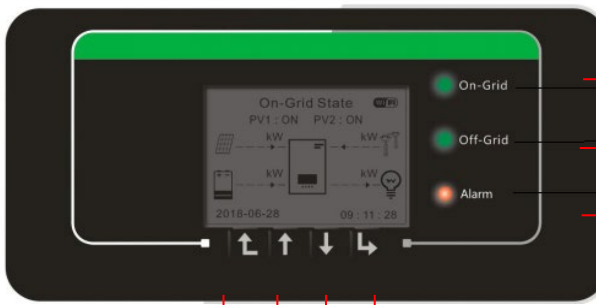 On-Grid State WiFi
PV1 : ON PV2 : ON
kW kW
kW kW
2018-06-28 09 : 11 : 28
On-Grid
Off-Grid
Alarm